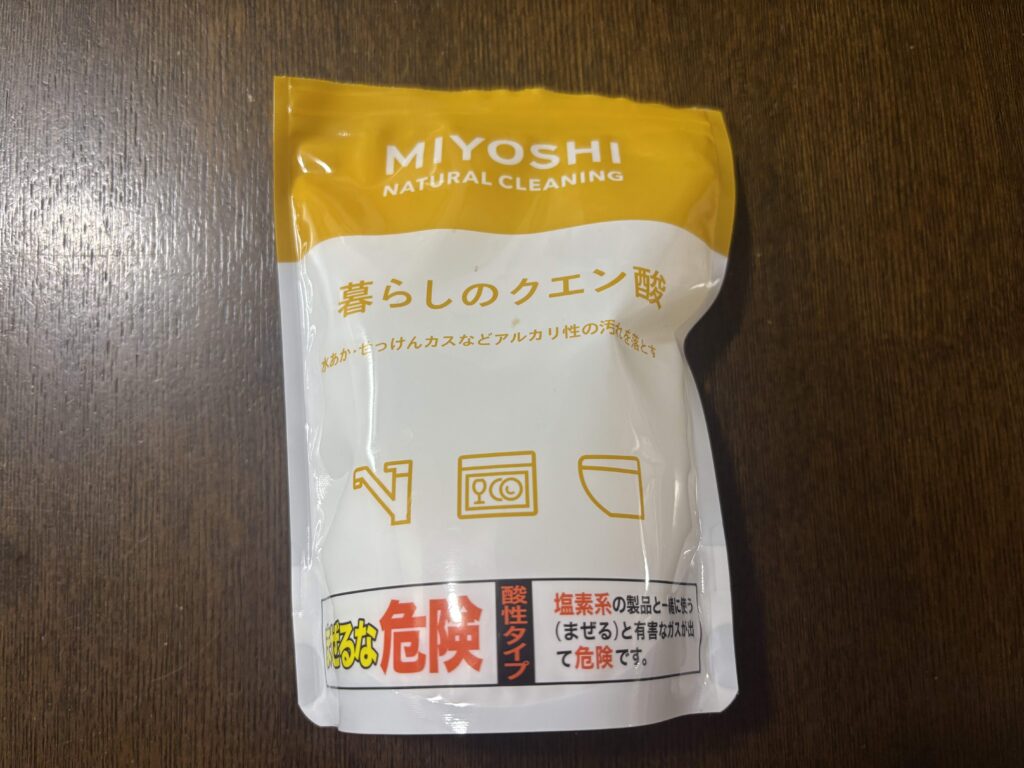 MIYOSHI
NATURAL CLEANING
暮らしのクエン酸
水あか・せっけんカスなどアルカリ性の汚れを落とす
まぜるな危険
酸性タイプ
塩素系の製品と一緒に使う
(まぜる)と有害なガスが出
て危険です。